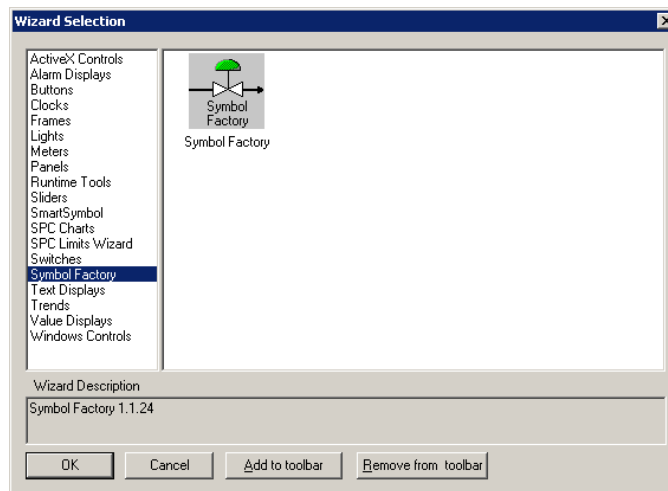 Wizard Selection
ActiveX Controls
Alarm Displays
Buttons
Clocks
Frames
Lights
Meters
Panels
Runtime Tools
Sliders
SmartSymbol
SPC Charts
SPC Limits Wizard
Switches
Symbol Factory
Text Displays
Trends
Value Displays
Windows Controls
Symbol
Factory
Symbol Factory
Wizard Description
Symbol Factory 1.1.24
OK
Cancel
Add to toolbar
Remove from toolbar